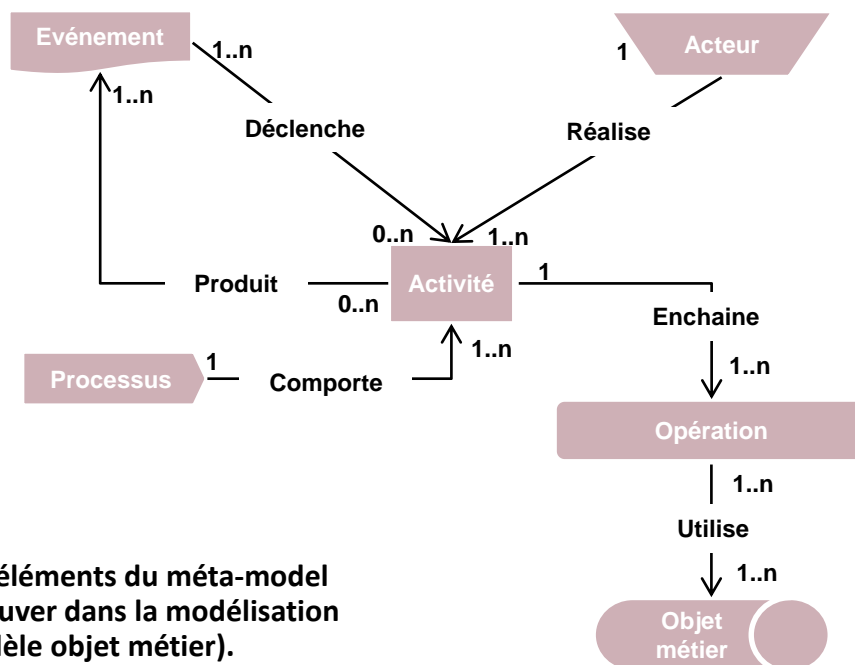 Evénement
1..n
1
Acteur
1..n
Déclenche
Réalise
0..n
1..n
Produit
Activité
1
0..n
Enchaine
Processus
1
Comporte
1..n
1..n
Opération
1..n
Utilise
1..n
Objet
métier
éléments du méta-model
uver dans la modélisation
èle objet métier).